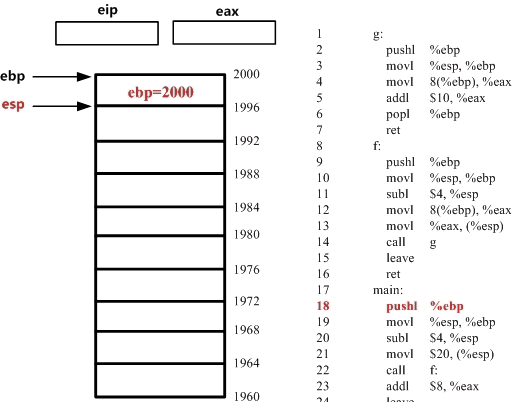 eip eax
ebp
esp
ebp=2000
2000
1996
1992
1988
1984
1980
1976
1972
1968
1964
1960
1 g:
2 pushl %ebp
3 movl %esp, %ebp
4 movl 8(%ebp), %eax
5 addl $10, %eax
6 popl %ebp
7 ret
8 f:
9 pushl %ebp
10 movl %esp, %ebp
11 subl $4, %esp
12 movl 8(%ebp), %eax
13 movl %eax, (%esp)
14 call g
15 leave
16 ret
17 main:
18 pushl %ebp
19 movl %esp, %ebp
20 subl $4, %esp
21 movl $20, (%esp)
22 call f:
23 addl $8, %eax
24 leave